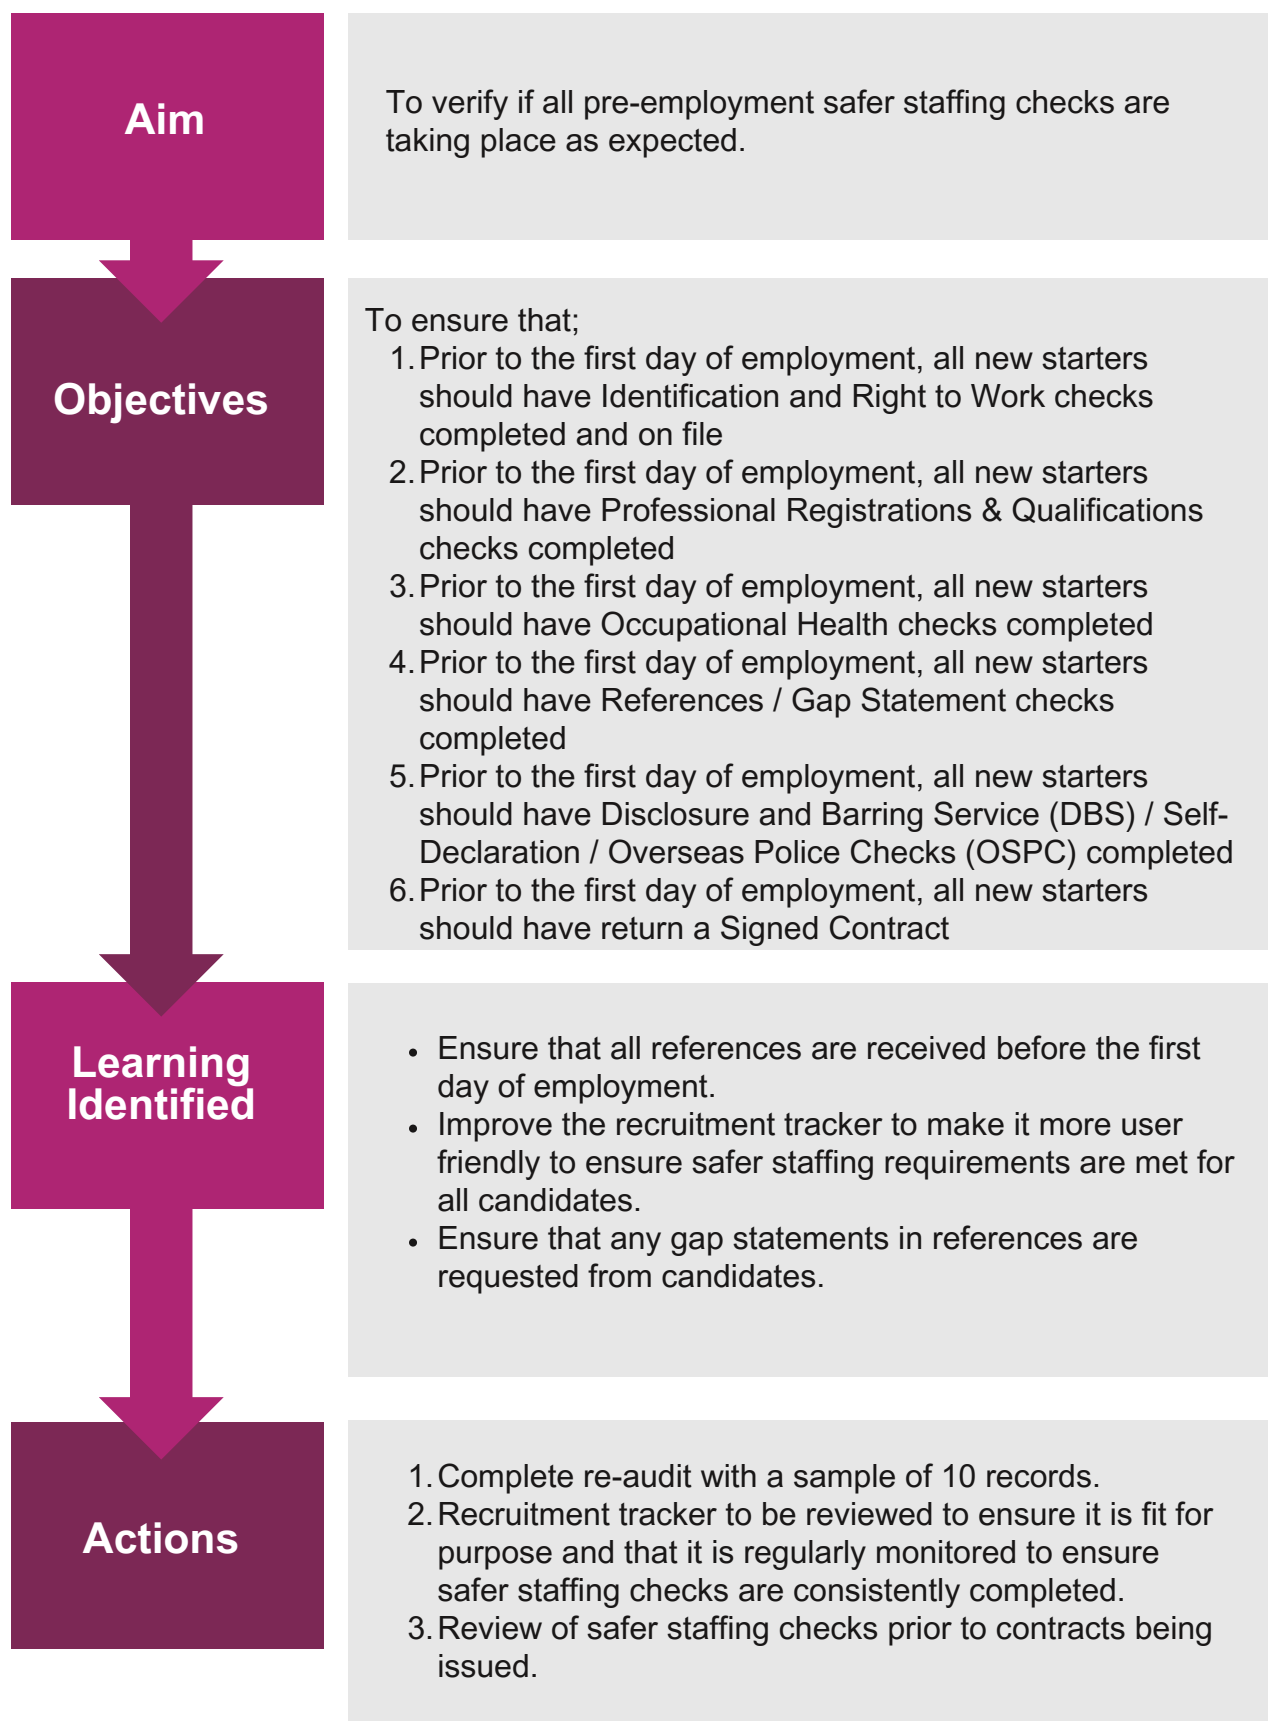 Aim
To verify if all pre-employment safer staffing checks are
taking place as expected.
Objectives
To ensure that;
1. Prior to the first day of employment, all new starters
should have Identification and Right to Work checks
completed and on file
2. Prior to the first day of employment, all new starters
should have Professional Registrations & Qualifications
checks completed
3. Prior to the first day of employment, all new starters
should have Occupational Health checks completed
4. Prior to the first day of employment, all new starters
should have References / Gap Statement checks
completed
5. Prior to the first day of employment, all new starters
should have Disclosure and Barring Service (DBS) / Self-
Declaration / Overseas Police Checks (OSPC) completed
6. Prior to the first day of employment, all new starters
should have return a Signed Contract
Learning
Identified
• Ensure that all references are received before the first
day of employment.
• Improve the recruitment tracker to make it more user
friendly to ensure safer staffing requirements are met for
all candidates.
• Ensure that any gap statements in references are
requested from candidates.
Actions
1. Complete re-audit with a sample of 10 records.
2. Recruitment tracker to be reviewed to ensure it is fit for
purpose and that it is regularly monitored to ensure
safer staffing checks are consistently completed.
3. Review of safer staffing checks prior to contracts being
issued.